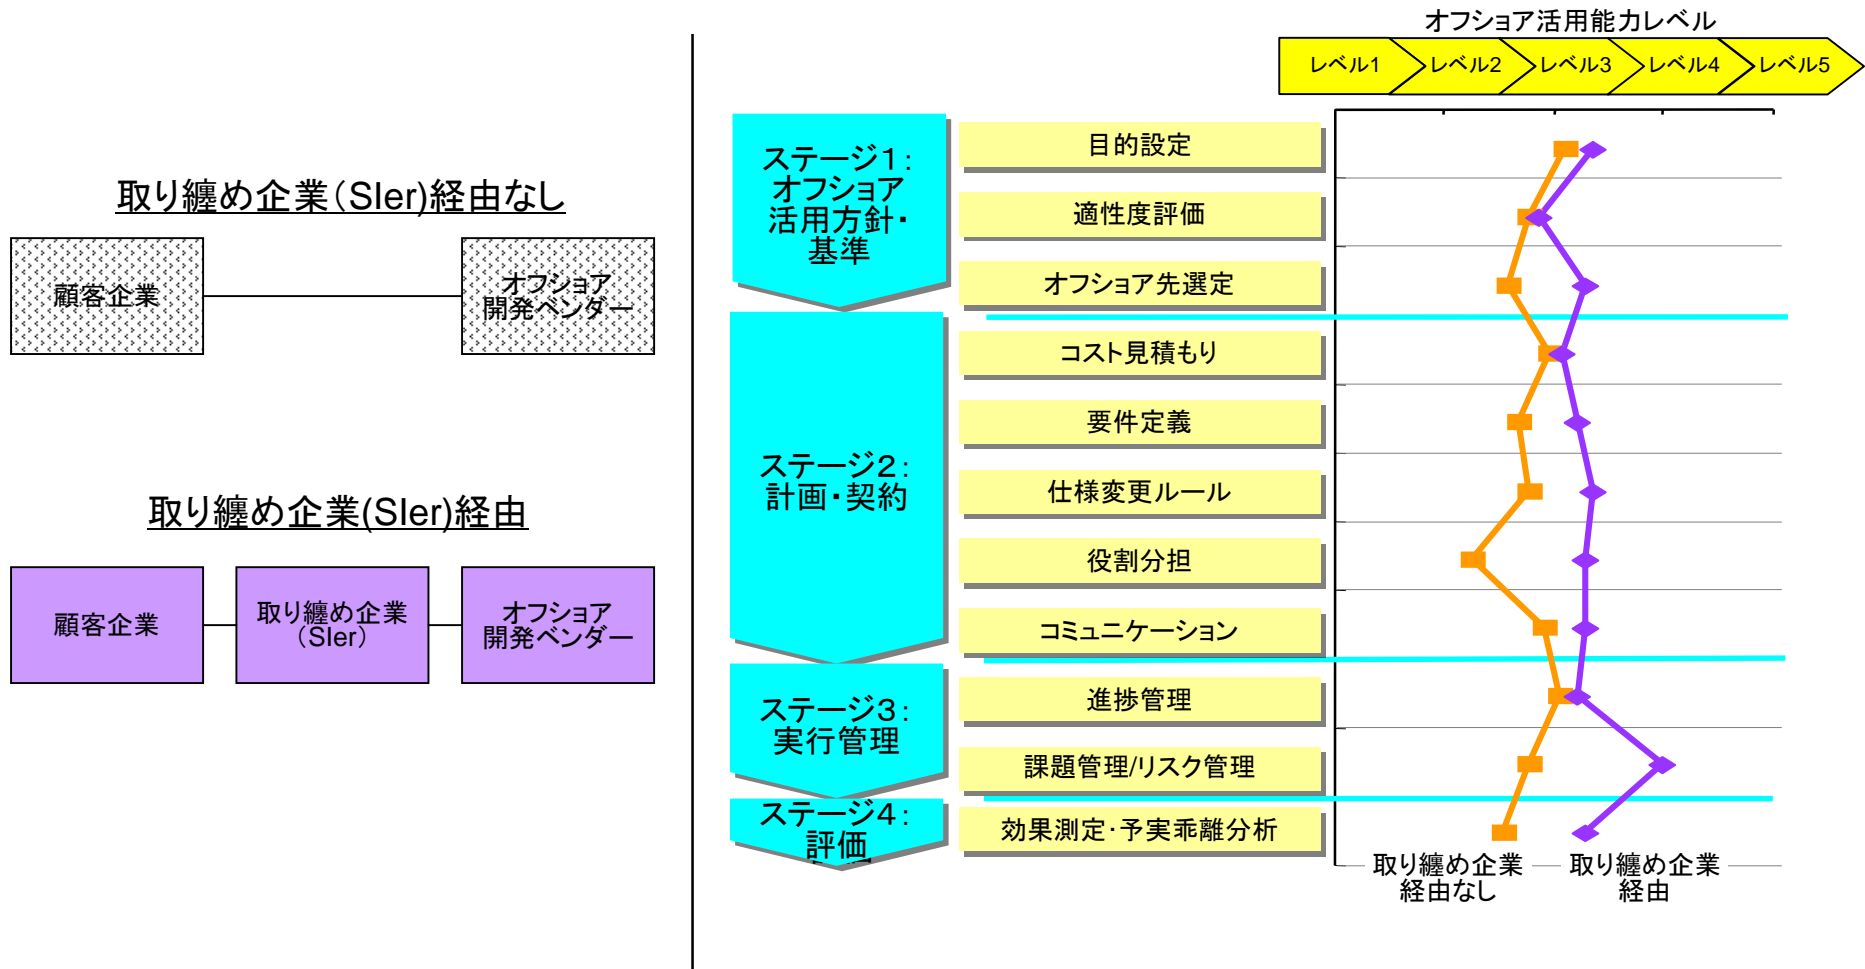 取り纏め企業（SIer)経由なし
顧客企業
オフショア
開発ベンダー
取り纏め企業(SIer)経由
顧客企業
取り纏め企業
（SIer）
オフショア
開発ベンダー
オフショア活用能力レベル
レベル1
レベル2
レベル3
レベル4
レベル5
ステージ１：
オフショア
活用方針・
基準
目的設定
適性度評価
オフショア先選定
ステージ２：
計画・契約
コスト見積もり
要件定義
仕様変更ルール
役割分担
コミュニケーション
ステージ３：
実行管理
進捗管理
課題管理/リスク管理
ステージ４：
評価
効果測定・予実乖離分析
取り纏め企業
経由なし
取り纏め企業
経由